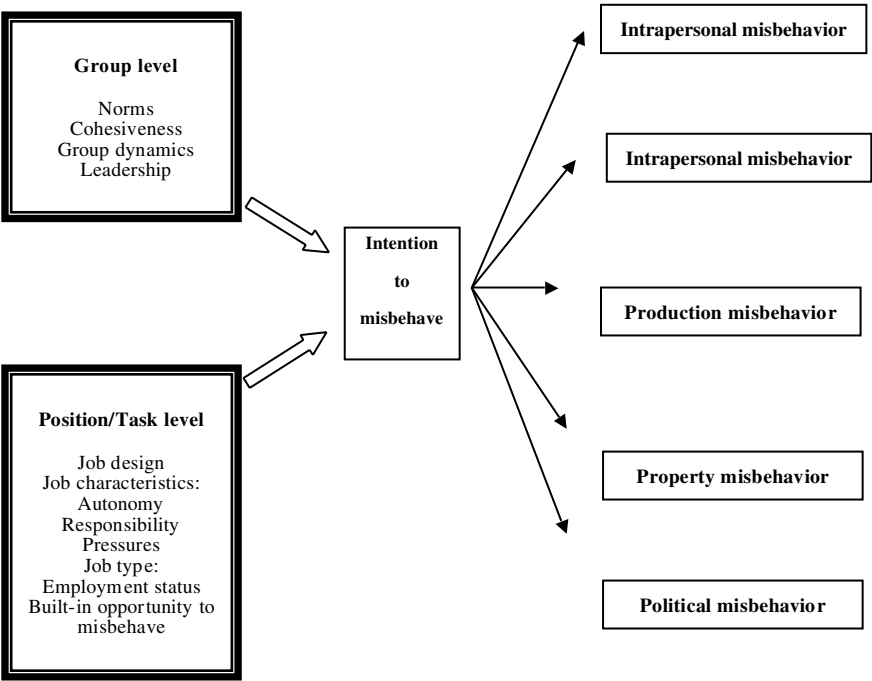 Group level
Norms
Cohesiveness
Group dynamics
Leadership
Position/Task level
Job design
Job characteristics:
Autonomy
Responsibility
Pressures
Job type:
Employment status
Built-in opportunity to
misbehave
Intention
to
misbehave
Intrapersonal misbehavior
Intrapersonal misbehavior
Production misbehavior
Property misbehavior
Political misbehavior